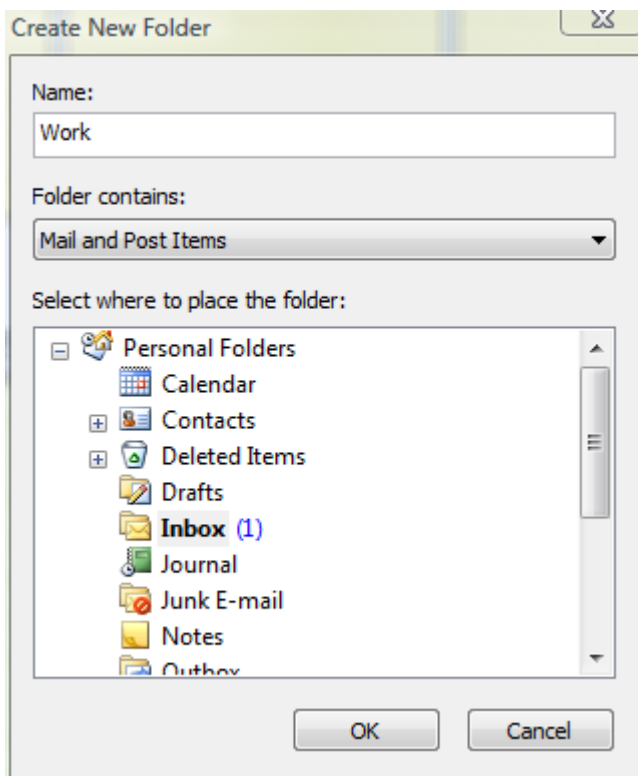 Create New Folder
Name:
Work
Folder contains:
Mail and Post Items
Select where to place the folder:
Personal Folders
Calendar
Contacts
Deleted Items
Drafts
Inbox (1)
Journal
Junk E-mail
Notes
Outbox
OK Cancel